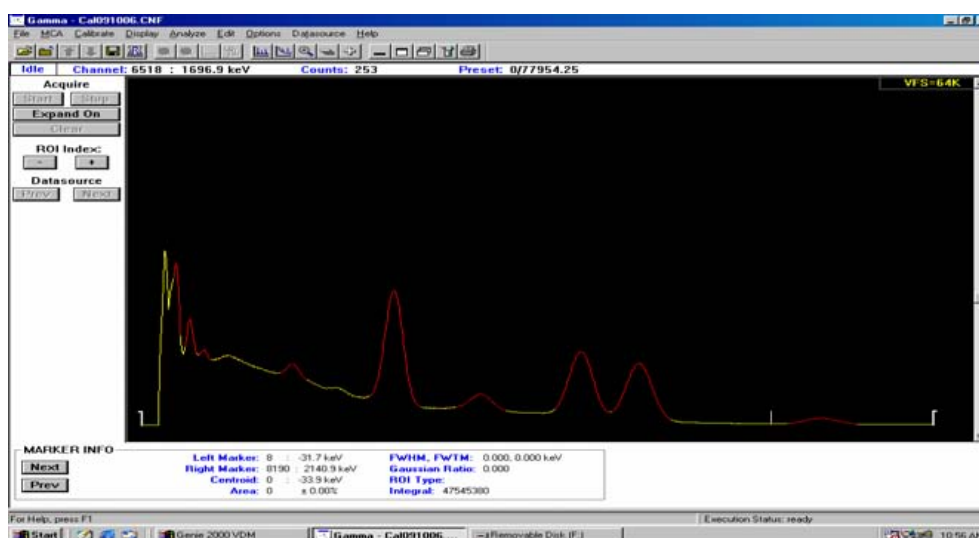 Gamma - Cal091006.CNF
File MCA Calibrate Display Analyze Edit Options Datasource Help
Idle Channel: 6518 : 1696.9 keV Counts: 253 Preset: 0/77954.25
Acquire
Start Stop
Expand On
Clear
ROI Index:
- +
Datasource
Prev Next
VFS=64K
MARKER INFO
Next
Prev
Left Marker: 8 : -31.7 keV
Right Marker: 8190 : 2140.9 keV
Centroid: 0 : -33.9 keV
Area: 0 ± 0.00%
FWHM, FWTM: 0.000, 0.000 keV
Gaussian Ratio: 0.000
ROI Type:
Integral: 47545380
For Help, press F1
Execution Status: ready
Start
Genie 2000 VDM
Gamma - Cal091006....
Removable Disk (F:)
10:56 AM